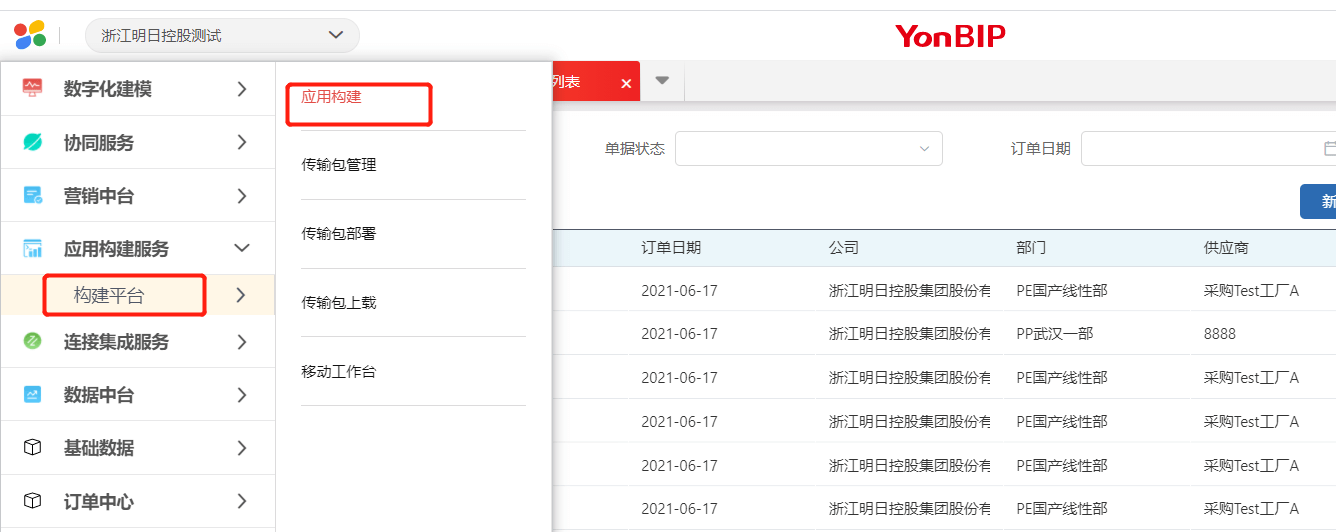 浙江明日控股测试
YonBIP
数字化建模
协同服务
营销中台
应用构建服务
构建平台
连接集成服务
数据中台
基础数据
订单中心
应用构建
传输包管理
传输包部署
传输包上载
移动工作台
列表
单据状态 订单日期
新
订单日期 公司 部门 供应商
2021-06-17 浙江明日控股集团股份有 PE国产线性部 采购Test工厂A
2021-06-17 浙江明日控股集团股份有 PP武汉一部 8888
2021-06-17 浙江明日控股集团股份有 PE国产线性部 采购Test工厂A
2021-06-17 浙江明日控股集团股份有 PE国产线性部 采购Test工厂A
2021-06-17 浙江明日控股集团股份有 PE国产线性部 采购Test工厂A
2021-06-17 浙江明日控股集团股份有 PE国产线性部 采购Test工厂A